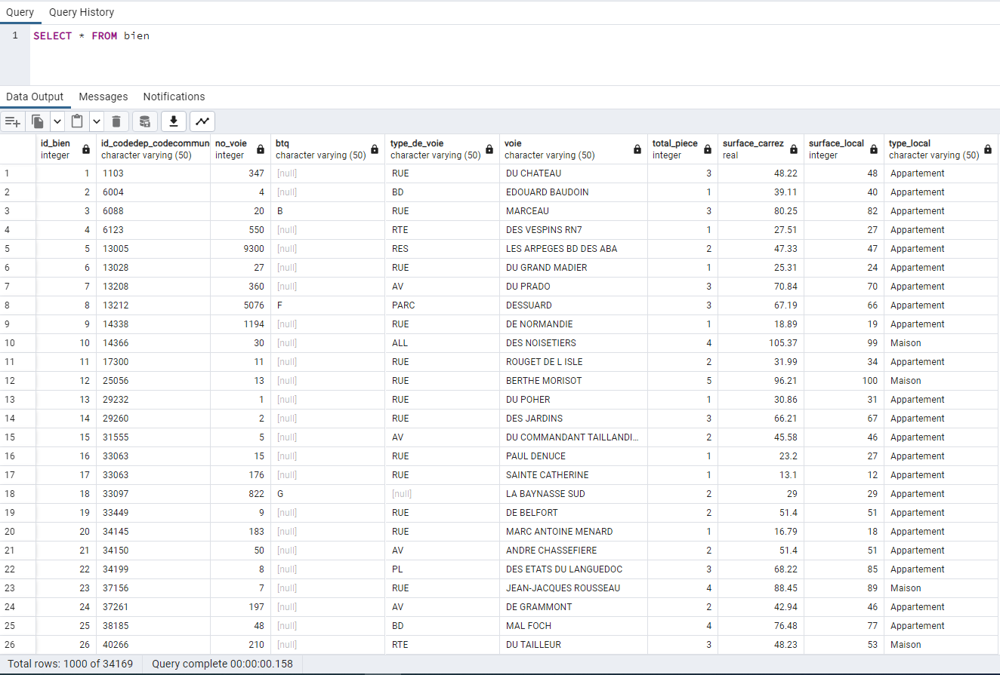 Query Query History
1 SELECT * FROM bien
Data Output Messages Notifications
id_bien id_codedep_codecommun no_voie btq type_de_voie voie total_piece surface_carrez surface_local type_local
integer character varying (50) integer character varying (50) character varying (50) character varying (50) integer real integer character varying (50)
1 1 1103 347 [null] RUE DU CHATEAU 3 48.22 48 Appartement
2 2 6004 4 [null] BD EDOUARD BAUDOIN 1 39.11 40 Appartement
3 3 6088 20 B RUE MARCEAU 3 80.25 82 Appartement
4 4 6123 550 [null] RTE DES VESPINS RN7 1 27.51 27 Appartement
5 5 13005 9300 [null] RES LES ARPEGES BD DES ABA 2 47.33 47 Appartement
6 6 13028 27 [null] RUE DU GRAND MADIER 1 25.31 24 Appartement
7 7 13208 360 [null] AV DU PRADO 3 70.84 70 Appartement
8 8 13212 5076 F PARC DESSUARD 3 67.19 66 Appartement
9 9 14338 1194 [null] RUE DE NORMANDIE 1 18.89 19 Appartement
10 10 14366 30 [null] ALL DES NOISETIERS 4 105.37 99 Maison
11 11 17300 11 [null] RUE ROUGET DE L ISLE 2 31.99 34 Appartement
12 12 25056 13 [null] RUE BERTHE MORISOT 5 96.21 100 Maison
13 13 29232 1 [null] RUE DU POHER 1 30.86 31 Appartement
14 14 29260 2 [null] RUE DES JARDINS 3 66.21 67 Appartement
15 15 31555 5 [null] AV DU COMMANDANT TAILLANDI... 2 45.58 46 Appartement
16 16 33063 15 [null] RUE PAUL DENUCE 1 23.2 27 Appartement
17 17 33063 176 [null] RUE SAINTE CATHERINE 1 13.1 12 Appartement
18 18 33097 822 G [null] LA BAYNASSE SUD 2 29 29 Appartement
19 19 33449 9 [null] RUE DE BELFORT 2 51.4 51 Appartement
20 20 34145 183 [null] RUE MARC ANTOINE MENARD 1 16.79 18 Appartement
21 21 34150 50 [null] AV ANDRE CHASSEFIERE 2 51.4 51 Appartement
22 22 34199 8 [null] PL DES ETATS DU LANGUEDOC 3 68.22 85 Appartement
23 23 37156 7 [null] RUE JEAN-JACQUES ROUSSEAU 4 88.45 89 Maison
24 24 37261 197 [null] AV DE GRAMMONT 2 42.94 46 Appartement
25 25 38185 48 [null] BD MAL FOCH 4 76.48 77 Appartement
26 26 40266 210 [null] RTE DU TAILLEUR 3 48.23 53 Maison
Total rows: 1000 of 34169 Query complete 00:00:00.158